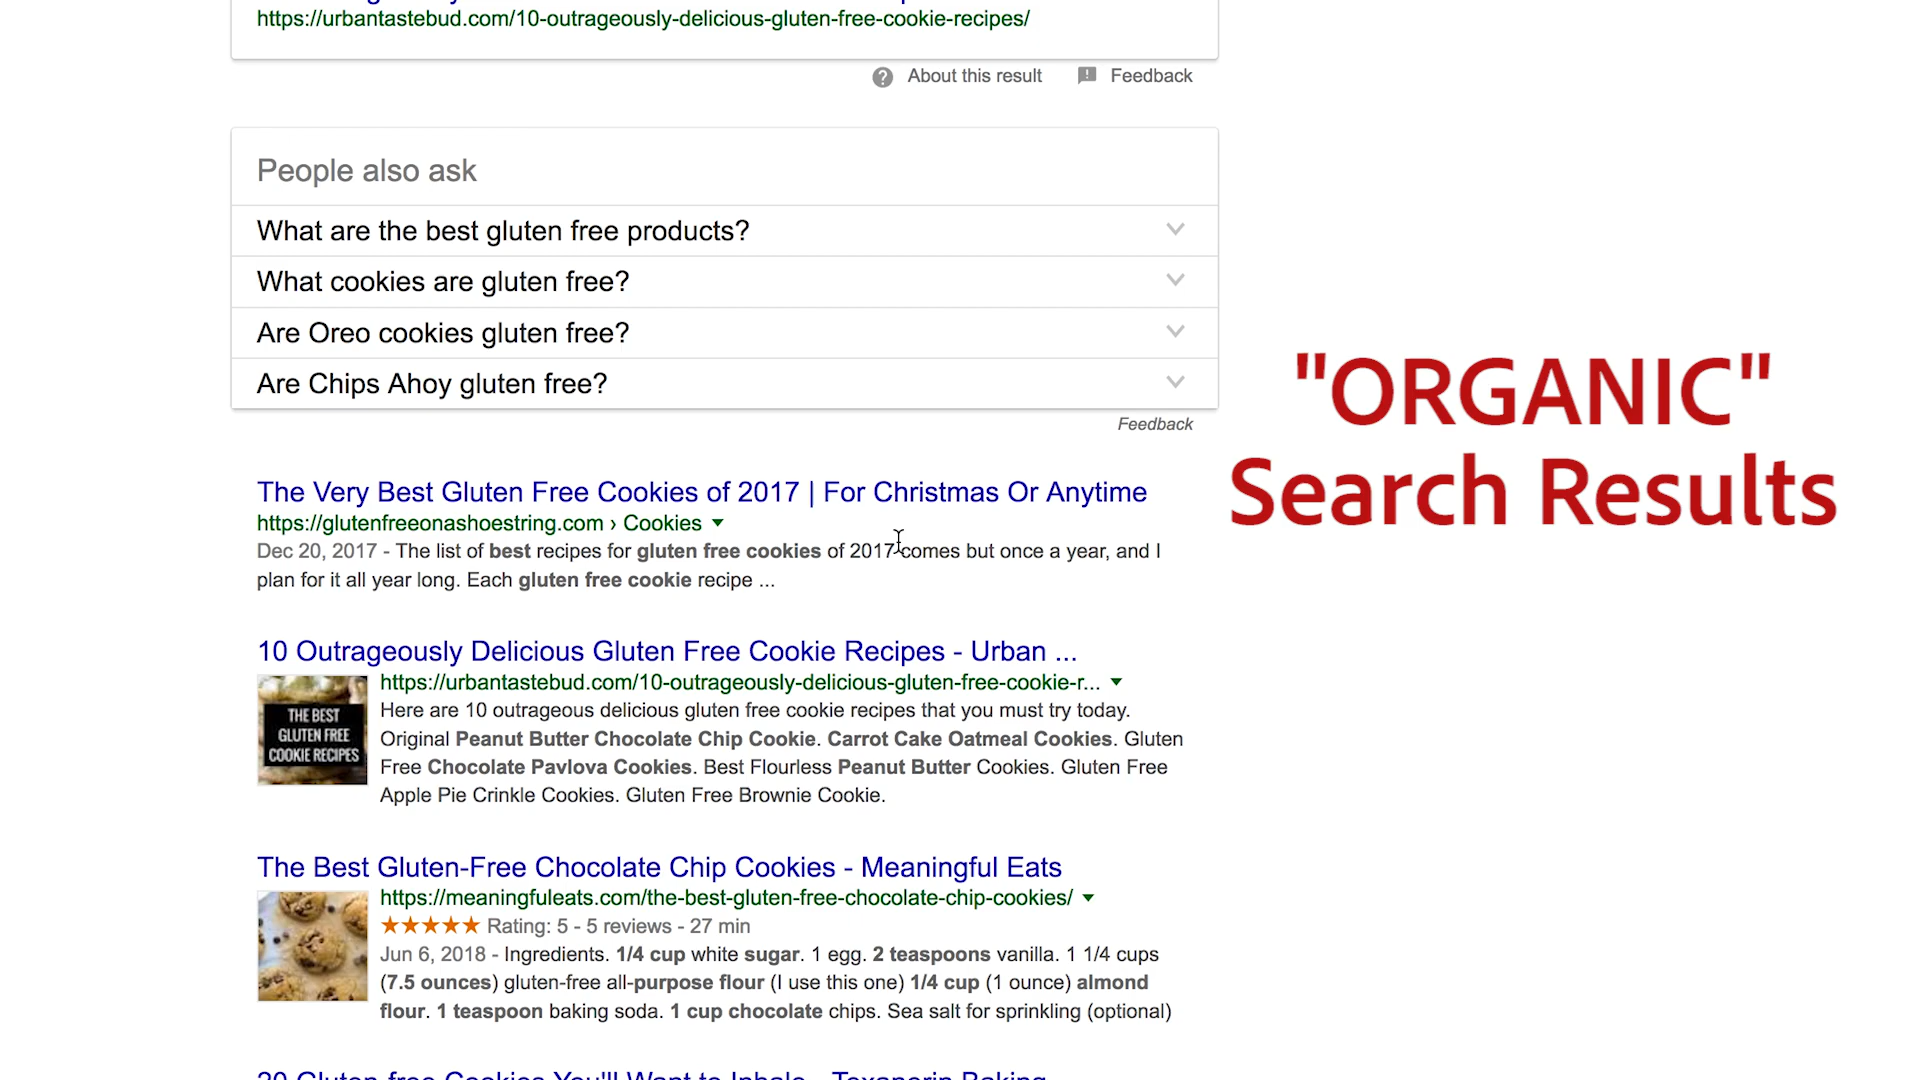 https://urbantastebud.com/10-outrageously-delicious-gluten-free-cookie-recipes/
About this result Feedback
People also ask
What are the best gluten free products?
What cookies are gluten free?
Are Oreo cookies gluten free?
Are Chips Ahoy gluten free?
Feedback
"ORGANIC"
Search Results
The Very Best Gluten Free Cookies of 2017 | For Christmas Or Anytime
https://glutenfreeonashoestring.com › Cookies
Dec 20, 2017 - The list of best recipes for gluten free cookies of 2017 comes but once a year, and I
plan for it all year long. Each gluten free cookie recipe ...
10 Outrageously Delicious Gluten Free Cookie Recipes - Urban ...
THE BEST
GLUTEN FREE
COOKIE RECIPES
https://urbantastebud.com/10-outrageously-delicious-gluten-free-cookie-r...
Here are 10 outrageous delicious gluten free cookie recipes that you must try today.
Original Peanut Butter Chocolate Chip Cookie. Carrot Cake Oatmeal Cookies. Gluten
Free Chocolate Pavlova Cookies. Best Flourless Peanut Butter Cookies. Gluten Free
Apple Pie Crinkle Cookies. Gluten Free Brownie Cookie.
The Best Gluten-Free Chocolate Chip Cookies - Meaningful Eats
https://meaningfuleats.com/the-best-gluten-free-chocolate-chip-cookies/
Rating: 5 - 5 reviews - 27 min
Jun 6, 2018 - Ingredients. 1/4 cup white sugar. 1 egg. 2 teaspoons vanilla. 1 1/4 cups
(7.5 ounces) gluten-free all-purpose flour (I use this one) 1/4 cup (1 ounce) almond
flour. 1 teaspoon baking soda. 1 cup chocolate chips. Sea salt for sprinkling (optional)
20 Gluten-free Cookies You'll Want to Inhale - Texanerin Baking